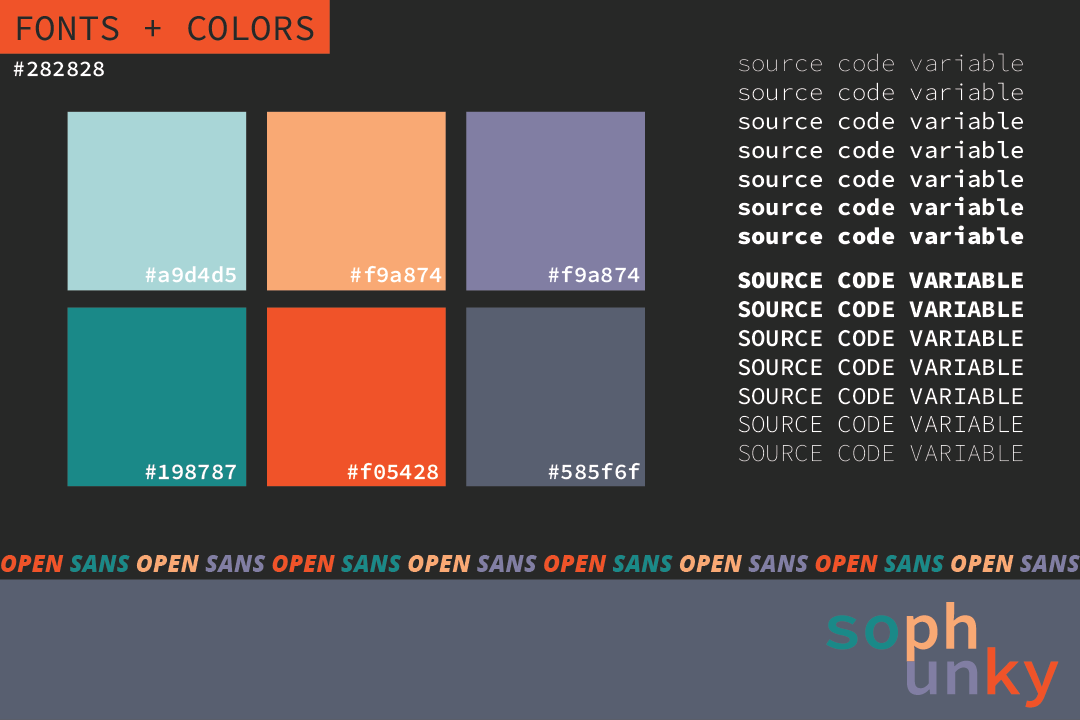 FONTS + COLORS
#282828
#a9d4d5
#f9a874
#f9a874
#198787
#f05428
#585f6f
source code variable
source code variable
source code variable
source code variable
source code variable
source code variable
source code variable
SOURCE CODE VARIABLE
SOURCE CODE VARIABLE
SOURCE CODE VARIABLE
SOURCE CODE VARIABLE
SOURCE CODE VARIABLE
SOURCE CODE VARIABLE
SOURCE CODE VARIABLE
OPEN SANS OPEN SANS OPEN SANS OPEN SANS OPEN SANS OPEN SANS OPEN SANS OPEN SANS
soph
unky